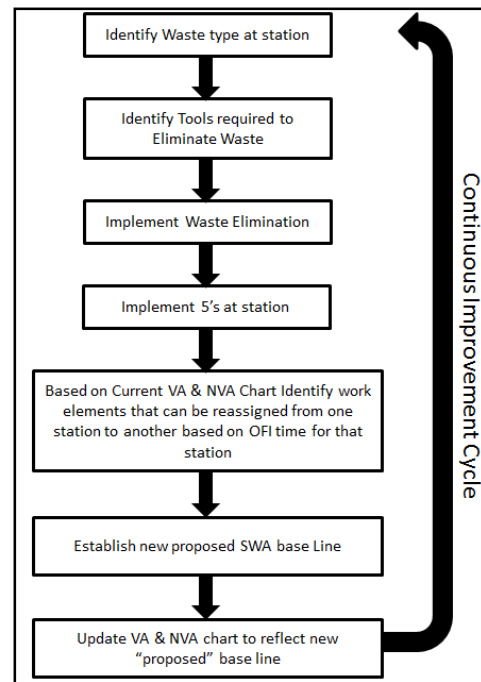 Identify Waste type at station
Identify Tools required to
Eliminate Waste
Implement Waste Elimination
Implement 5's at station
Based on Current VA & NVA Chart Identify work
elements that can be reassigned from one
station to another based on OFI time for that
station
Establish new proposed SWA base Line
Update VA & NVA chart to reflect new
“proposed” base line
Continuous Improvement Cycle